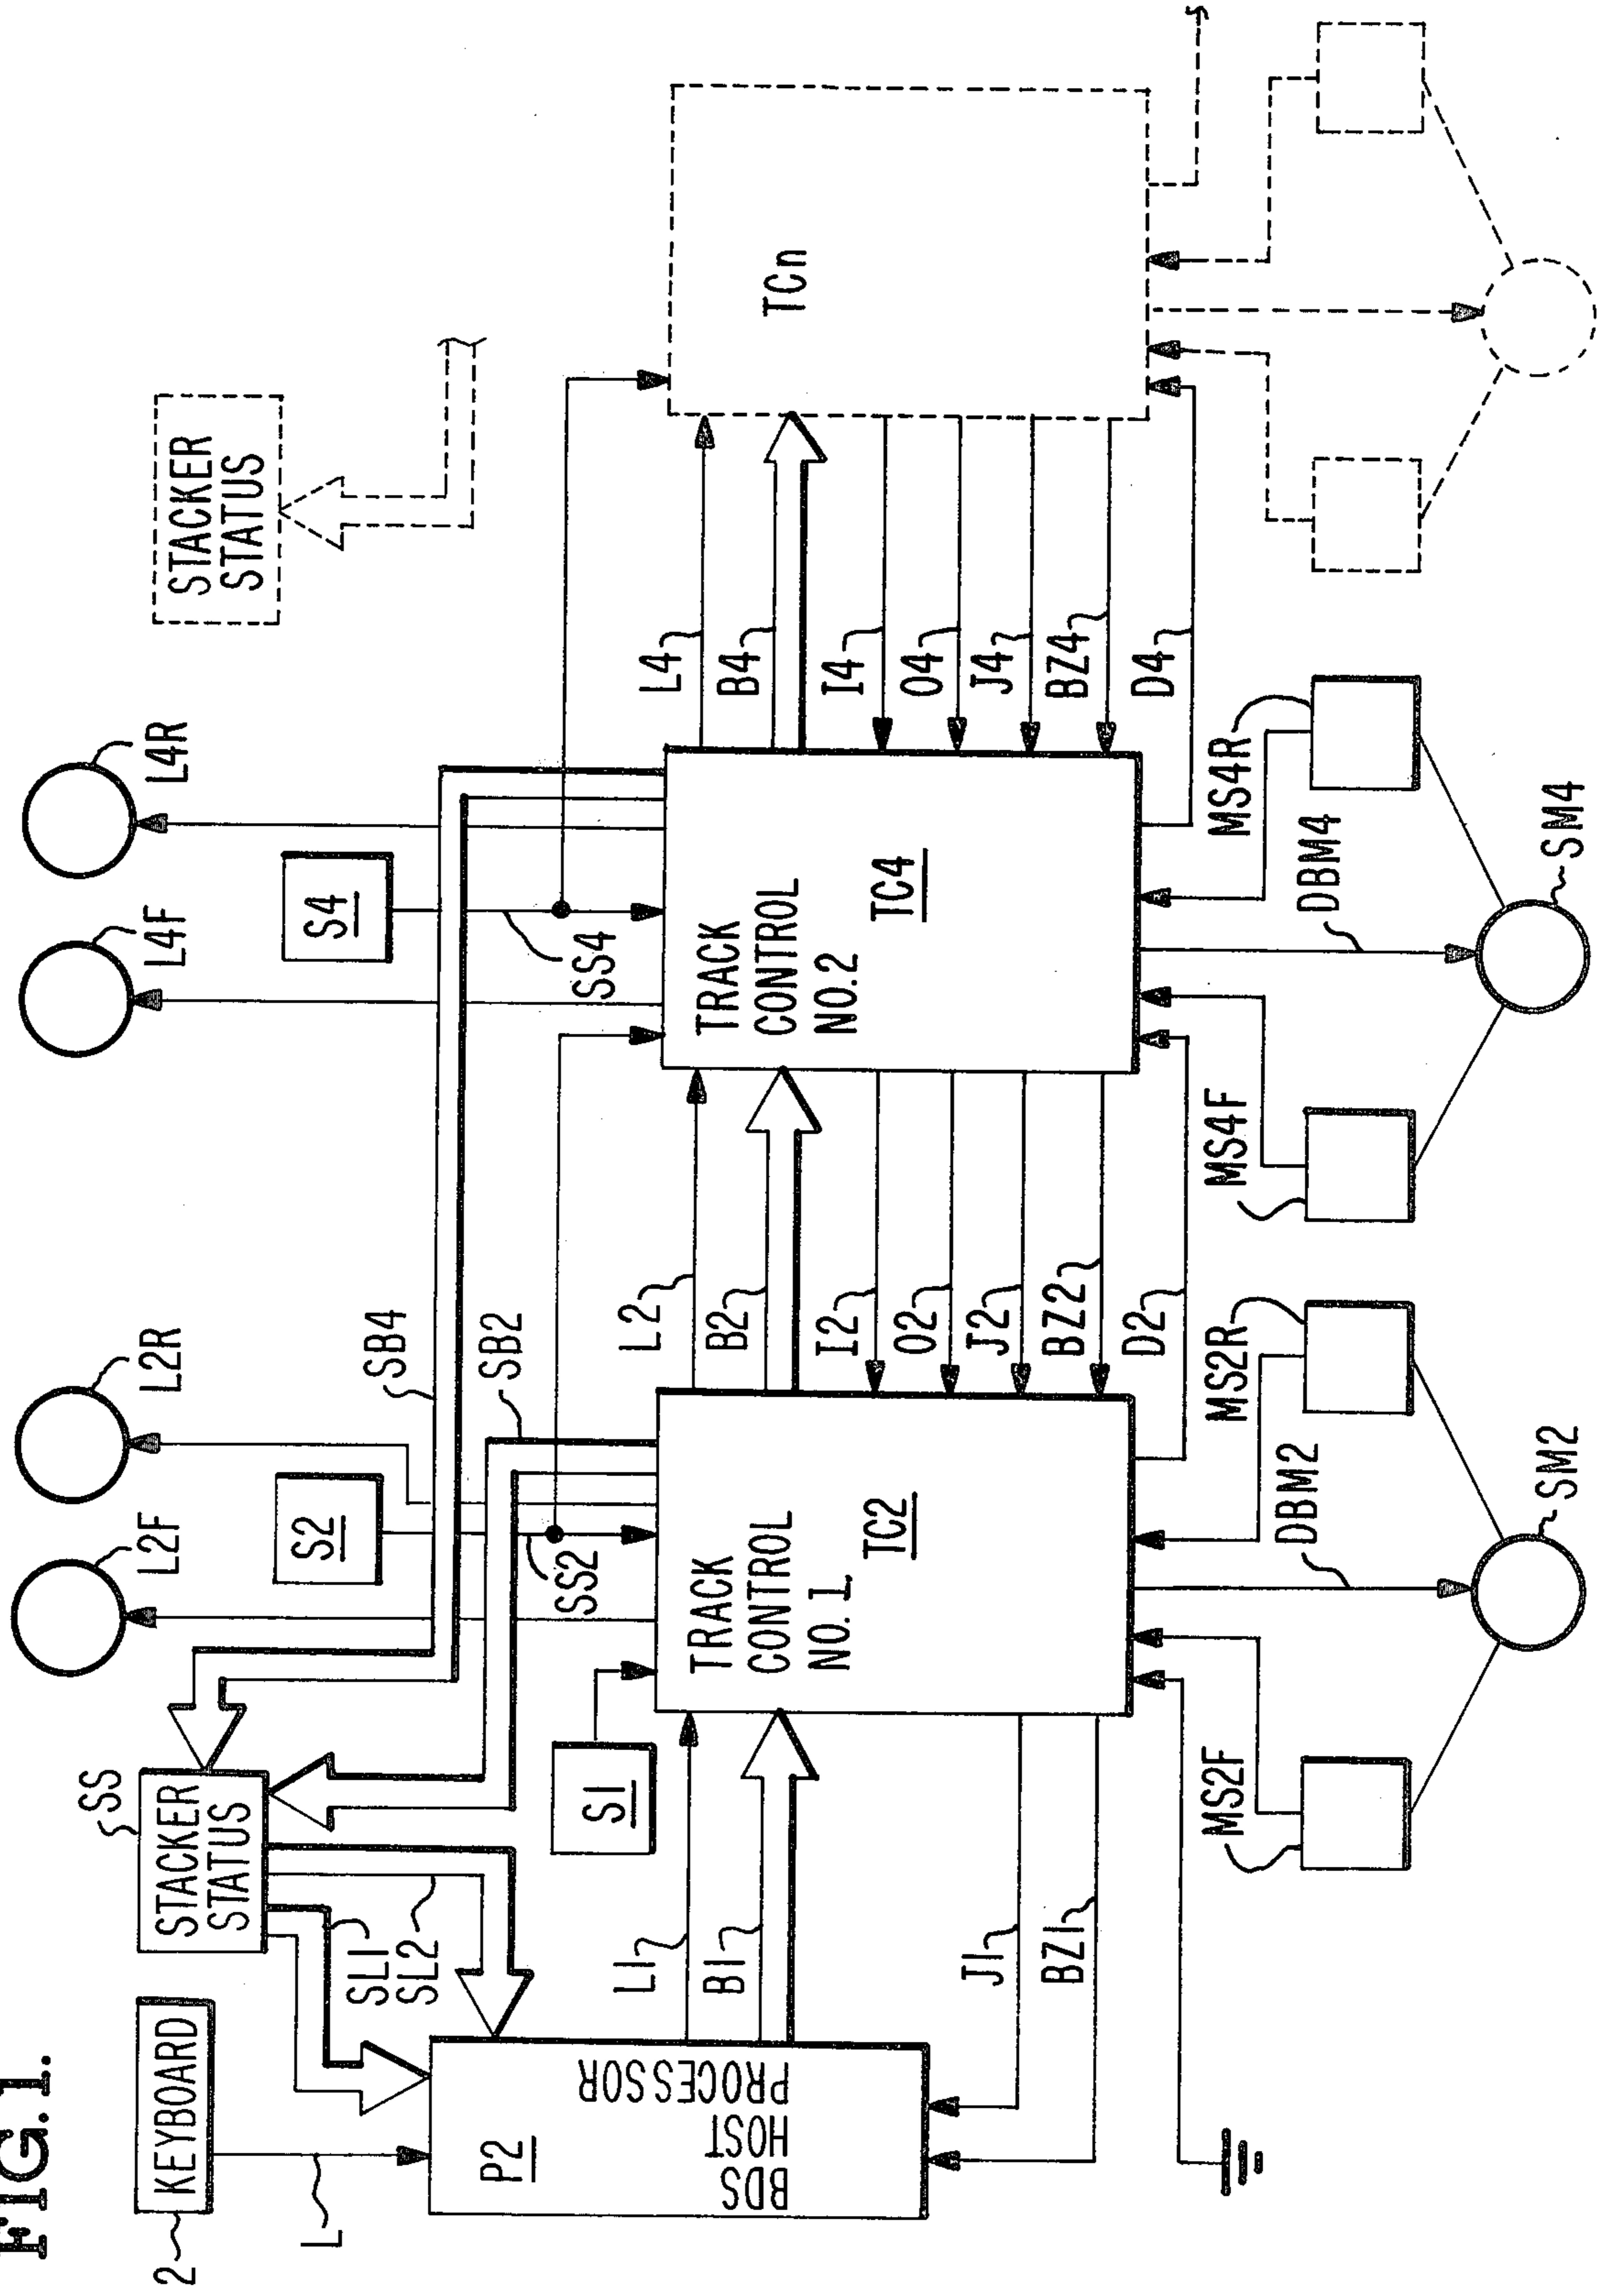 FIG. 1.
2
KEYBOARD
L
STACKER
STATUS
SS
SL1
SL2
P2
BDS
HOST
PROCESSOR
L1
B1
J1
BZ1
S1
L2F
L2R
S2
SS2
SB4
SB2
TRACK
CONTROL
NO. 1
TC2
MS2F
MS2R
DBM2
SM2
L2
B2
I2
O2
J2
BZ2
D2
L4F
L4R
S4
SS4
TRACK
CONTROL
NO. 2
TC4
MS4F
MS4R
DBM4
SM4
L4
B4
I4
O4
J4
BZ4
D4
STACKER
STATUS
TCn